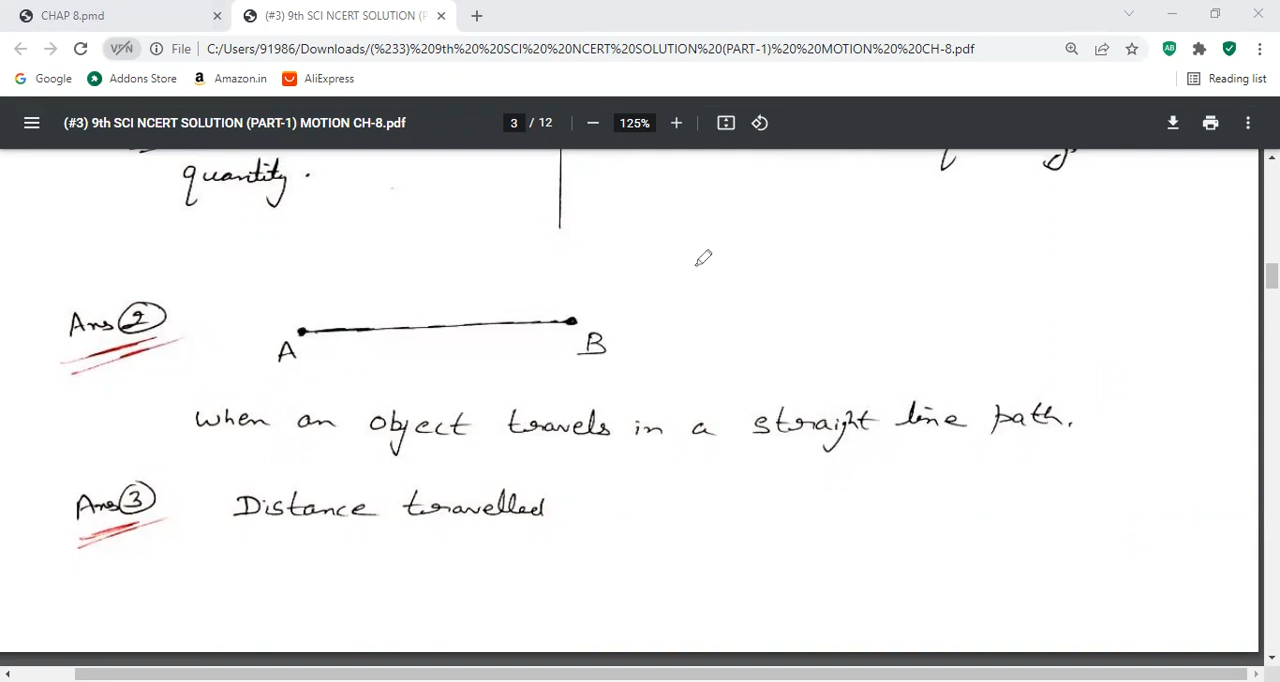 CHAP 8.pmd
(#3) 9th SCI NCERT SOLUTION (P
VPN
File
C:/Users/91986/Downloads/(%233)%209th%20%20SCI%20%20NCERT%20SOLUTION%20(PART-1)%20%20MOTION%20%20CH-8.pdf
Google
Addons Store
Amazon.in
AliExpress
Reading list
(#3) 9th SCI NCERT SOLUTION (PART-1) MOTION CH-8.pdf
3 / 12
125%
quantity.
Ans 2
A
B
when an object travels in a straight line path.
Ans 3
Distance travelled